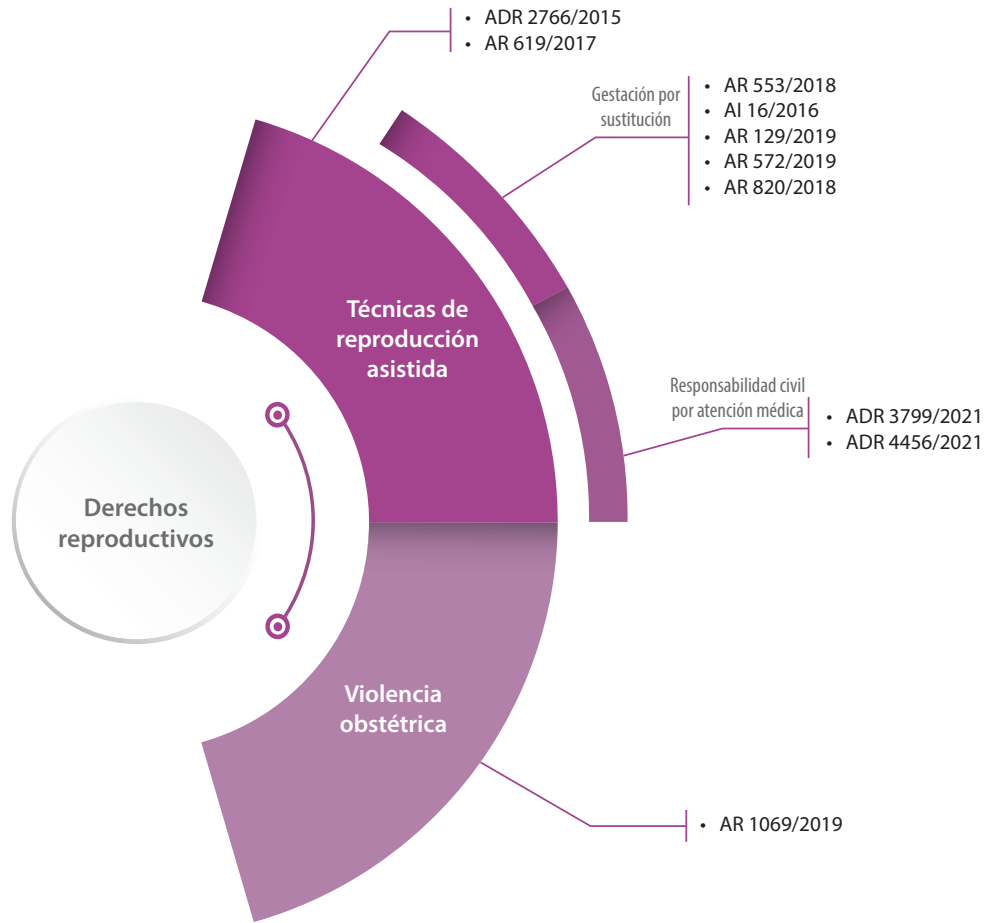 • ADR 2766/2015
• AR 619/2017
Gestación por
sustitución
• AR 553/2018
• AI 16/2016
• AR 129/2019
• AR 572/2019
• AR 820/2018
Técnicas de
reproducción
asistida
Responsabilidad civil
por atención médica
• ADR 3799/2021
• ADR 4456/2021
Derechos
reproductivos
Violencia
obstétrica
• AR 1069/2019